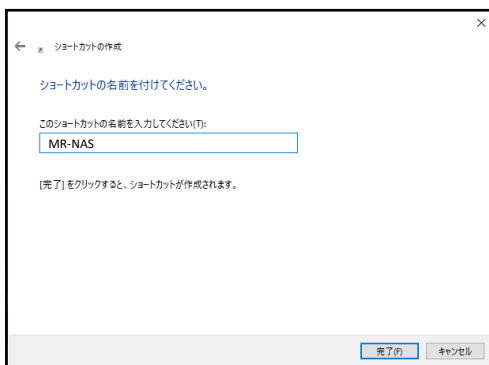 ショートカットの作成
ショートカットの名前を付けてください。
このショートカットの名前を入力してください(T):
MR-NAS
[完了] をクリックすると、ショートカットが作成されます。
完了(F)
キャンセル